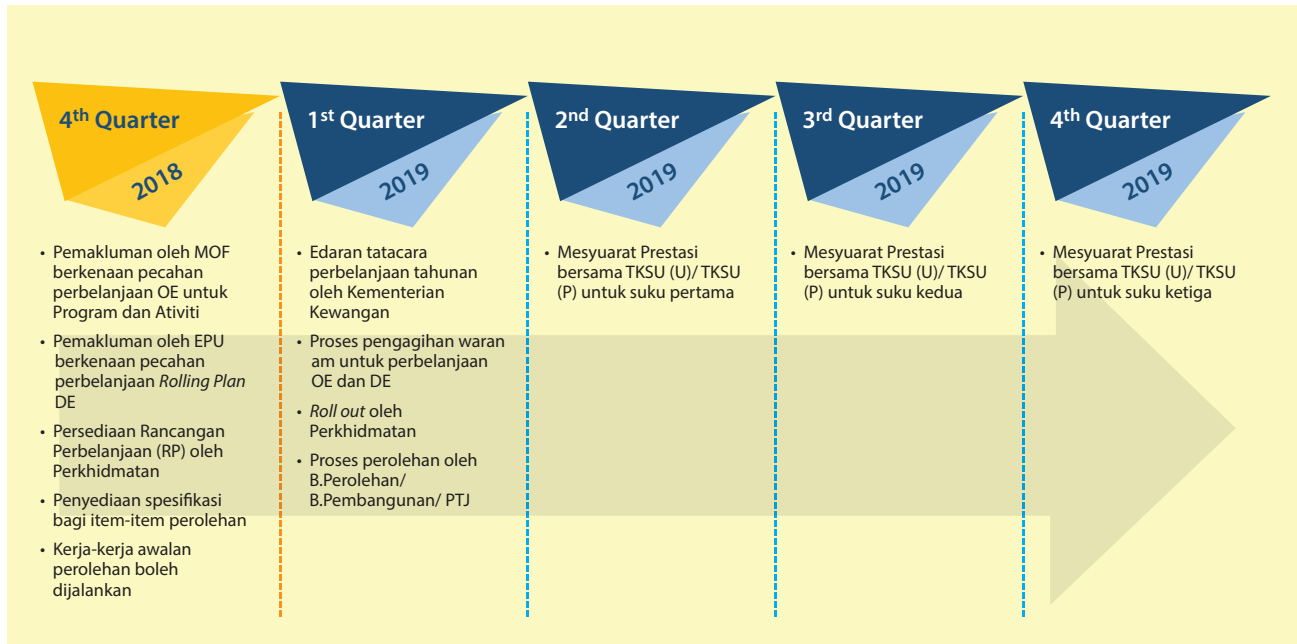 4th Quarter
2018
• Pemakluman oleh MOF
berkenaan pecahan
perbelanjaan OE untuk
Program dan Ativiti
• Pemakluman oleh EPU
berkenaan pecahan
perbelanjaan Rolling Plan
DE
• Persediaan Rancangan
Perbelanjaan (RP) oleh
Perkhidmatan
• Penyediaan spesifikasi
bagi item-item perolehan
• Kerja-kerja awalan
perolehan boleh
dijalankan
1st Quarter
2019
• Edaran tatacara
perbelanjaan tahunan
oleh Kementerian
Kewangan
• Proses pengagihan waran
am untuk perbelanjaan
OE dan DE
• Roll out oleh
Perkhidmatan
• Proses perolehan oleh
B.Perolehan/
B.Pembangunan/ PTJ
2nd Quarter
2019
• Mesyuarat Prestasi
bersama TKSU (U)/ TKSU
(P) untuk suku pertama
3rd Quarter
2019
• Mesyuarat Prestasi
bersama TKSU (U)/ TKSU
(P) untuk suku kedua
4th Quarter
2019
• Mesyuarat Prestasi
bersama TKSU (U)/ TKSU
(P) untuk suku ketiga